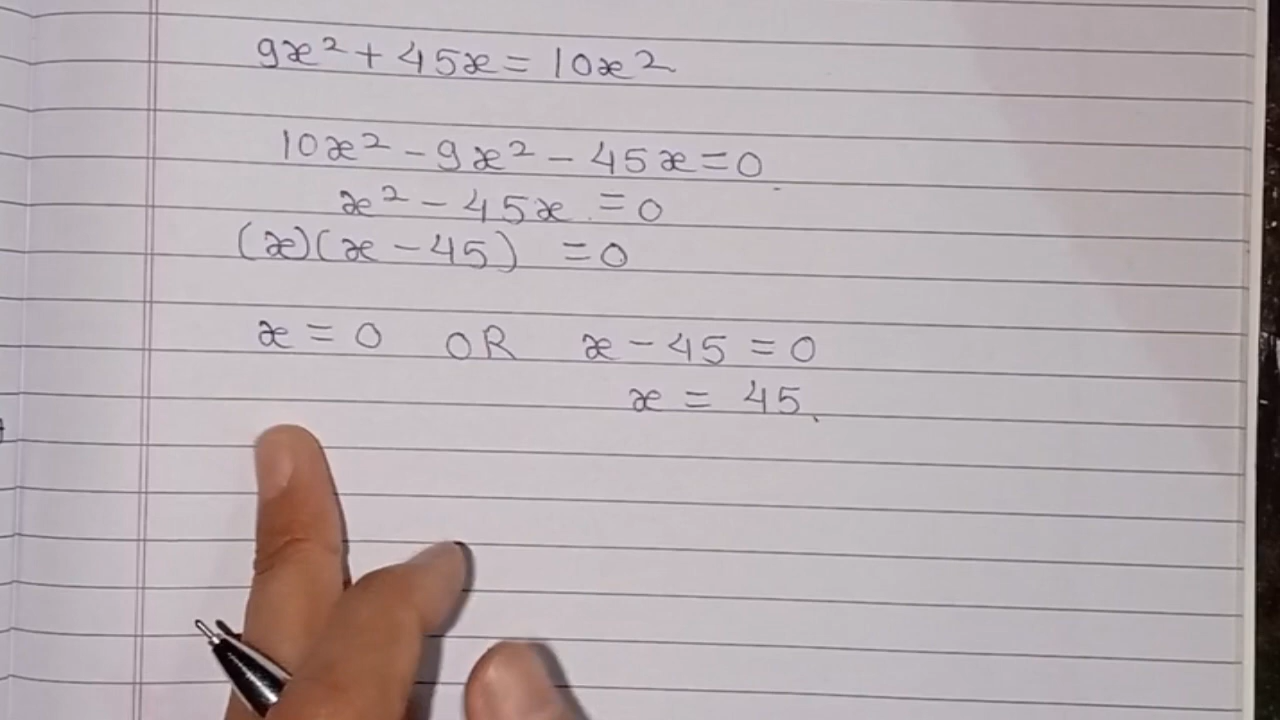 9x² + 45x = 10x²
10x² - 9x² - 45x = 0
x² - 45x = 0
(x)(x - 45) = 0
x = 0 OR x - 45 = 0
x = 45